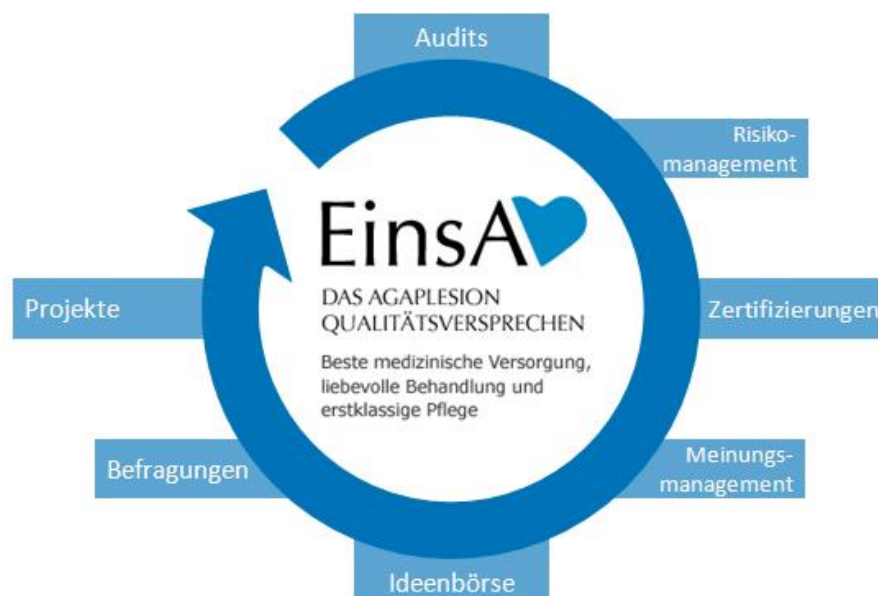 Audits
Risiko-
management
Zertifizierungen
Meinungs-
management
Ideenbörse
Befragungen
Projekte
EinsA
DAS AGAPLESION
QUALITÄTSVERSPRECHEN
Beste medizinische Versorgung,
liebevolle Behandlung und
erstklassige Pflege